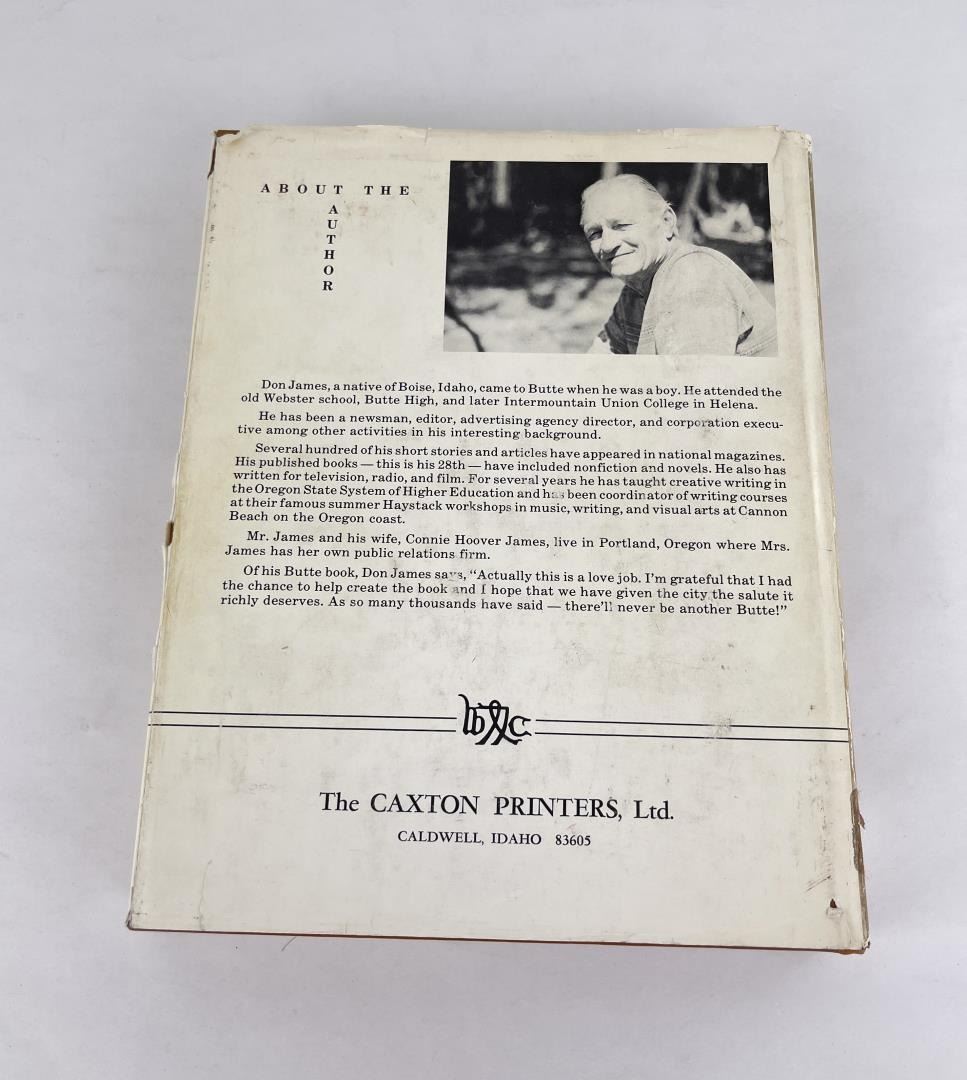 ABOUT THE
AUTHOR
Don James, a native of Boise, Idaho, came to Butte when he was a boy. He attended the
old Webster school, Butte High, and later Intermountain Union College in Helena.
He has been a newsman, editor, advertising agency director, and corporation execu-
tive among other activities in his interesting background.
Several hundred of his short stories and articles have appeared in national magazines.
His published books — this is his 28th — have included nonfiction and novels. He also has
written for television, radio, and film. For several years he has taught creative writing in
the Oregon State System of Higher Education and has been coordinator of writing courses
at their famous summer Haystack workshops in music, writing, and visual arts at Cannon
Beach on the Oregon coast.
Mr. James and his wife, Connie Hoover James, live in Portland, Oregon where Mrs.
James has her own public relations firm.
Of his Butte book, Don James says, "Actually this is a love job. I'm grateful that I had
the chance to help create the book and I hope that we have given the city the salute it
richly deserves. As so many thousands have said — there'll never be another Butte!"
The CAXTON PRINTERS, Ltd.
CALDWELL, IDAHO 83605